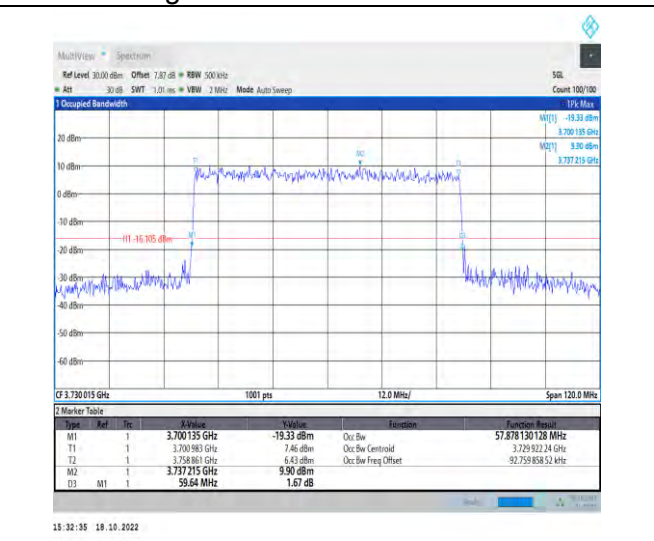 MultiView Spectrum
Ref Level 30.00 dBm Offset 7.87 dB RBW 500 kHz SGL
Att 30 dB SWT 1.01 ms VBW 2 MHz Mode Auto Sweep Count 100/100
1 Occupied Bandwidth 1Pk Max
M1[1] -19.33 dBm
3.700 135 GHz
M2[1] 9.90 dBm
3.737 215 GHz
20 dBm
M2
T1 T2
10 dBm
0 dBm
-10 dBm
H1 -16.105 dBm M1 D3
-20 dBm
-30 dBm
-40 dBm
-50 dBm
-60 dBm
CF 3.730 015 GHz 1001 pts 12.0 MHz/ Span 120.0 MHz
2 Marker Table
Type Ref Trc X-Value Y-Value Function Function Result
M1 1 3.700 135 GHz -19.33 dBm Occ Bw 57.878 130 128 MHz
T1 1 3.700 983 GHz 7.46 dBm Occ Bw Centroid 3.729 922 24 GHz
T2 1 3.758 861 GHz 6.43 dBm Occ Bw Freq Offset -92.759 858 52 kHz
M2 1 3.737 215 GHz 9.90 dBm
D3 M1 1 59.64 MHz 1.67 dB
15:32:35 18.10.2022